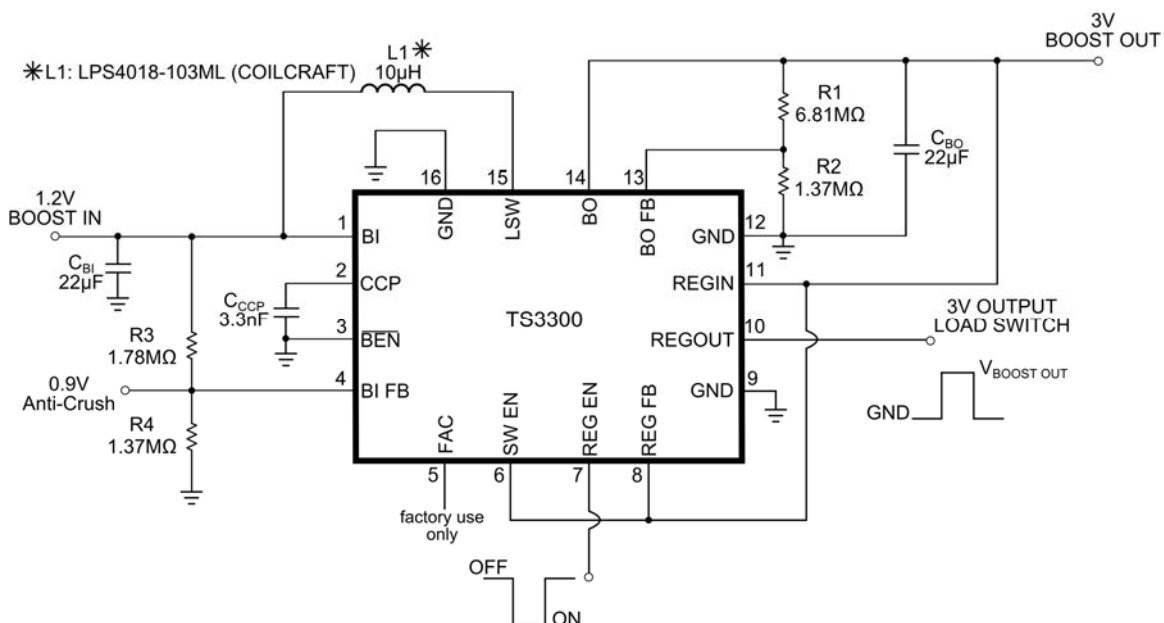 3V
BOOST OUT
L1✳
10µH
✳L1: LPS4018-103ML (COILCRAFT)
R1
6.81MΩ
CBO
22µF
R2
1.37MΩ
16
15
14
13
GND
LSW
BO
BO FB
1.2V
BOOST IN
1
BI
GND
12
CBI
22µF
2
CCP
REGIN
11
CCCP
3.3nF
TS3300
3V OUTPUT
LOAD SWITCH
3
BEN
REGOUT
10
R3
1.78MΩ
0.9V
Anti-Crush
4
BI FB
GND
9
VBOOST OUT
GND
R4
1.37MΩ
FAC
SW EN
REG EN
REG FB
5
6
7
8
factory use
only
OFF
ON